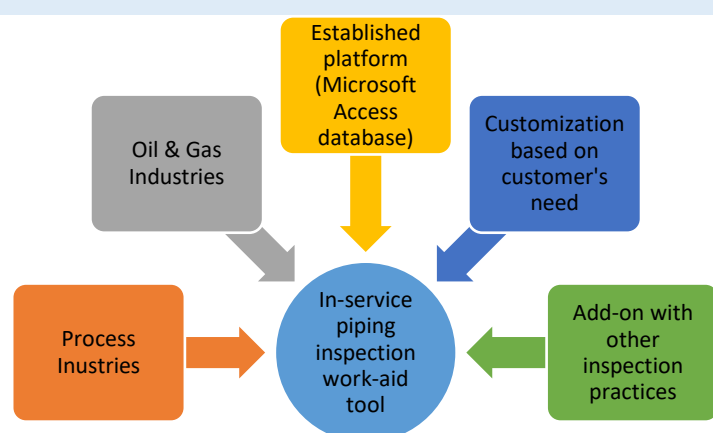 Established
platform
(Microsoft
Access
database)
Oil & Gas
Industries
Customization
based on
customer's
need
Process
Inustries
In-service
piping
inspection
work-aid
tool
Add-on with
other
inspection
practices